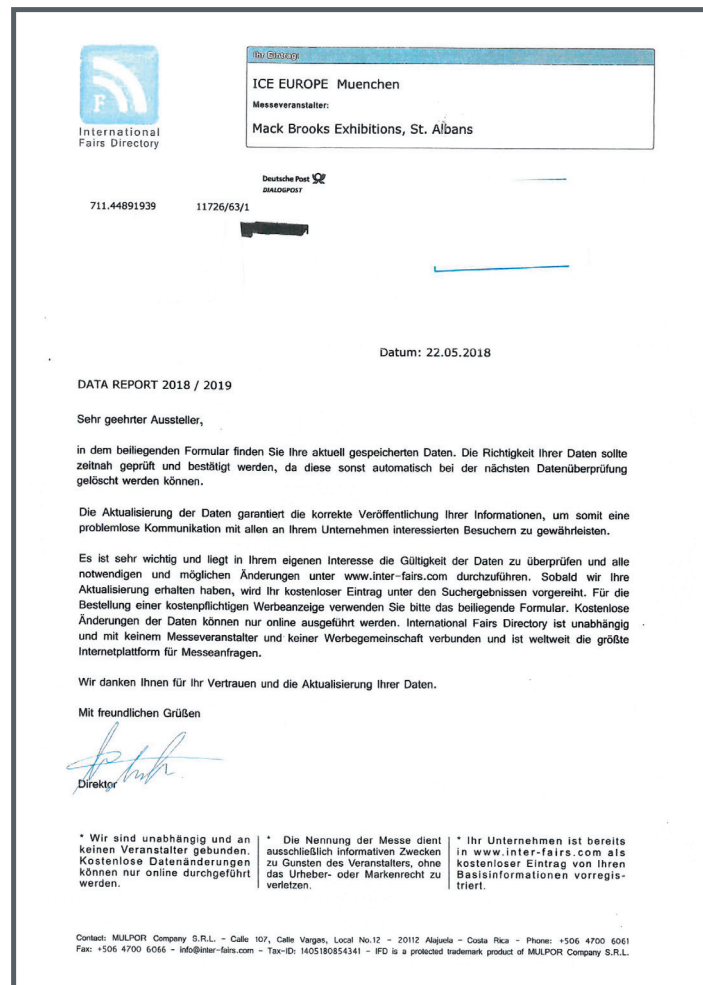 Ihr Eintrag:
ICE EUROPE Muenchen
Messeveranstalter:
Mack Brooks Exhibitions, St. Albans
F
International
Fairs Directory
Deutsche Post
DIALOGPOST
711.44891939 11726/63/1
Datum: 22.05.2018
DATA REPORT 2018 / 2019
Sehr geehrter Aussteller,
in dem beiliegenden Formular finden Sie Ihre aktuell gespeicherten Daten. Die Richtigkeit Ihrer Daten sollte
zeitnah geprüft und bestätigt werden, da diese sonst automatisch bei der nächsten Datenüberprüfung
gelöscht werden können.
Die Aktualisierung der Daten garantiert die korrekte Veröffentlichung Ihrer Informationen, um somit eine
problemlose Kommunikation mit allen an Ihrem Unternehmen interessierten Besuchern zu gewährleisten.
Es ist sehr wichtig und liegt in Ihrem eigenen Interesse die Gültigkeit der Daten zu überprüfen und alle
notwendigen und möglichen Änderungen unter www.inter-fairs.com durchzuführen. Sobald wir Ihre
Aktualisierung erhalten haben, wird Ihr kostenloser Eintrag unter den Suchergebnissen vorgereiht. Für die
Bestellung einer kostenpflichtigen Werbeanzeige verwenden Sie bitte das beiliegende Formular. Kostenlose
Änderungen der Daten können nur online ausgeführt werden. International Fairs Directory ist unabhängig
und mit keinem Messeveranstalter und keiner Werbegemeinschaft verbunden und ist weltweit die größte
Internetplattform für Messeanfragen.
Wir danken Ihnen für Ihr Vertrauen und die Aktualisierung Ihrer Daten.
Mit freundlichen Grüßen
Direktor
* Wir sind unabhängig und an
keinen Veranstalter gebunden.
Kostenlose Datenänderungen
können nur online durchgeführt
werden.
* Die Nennung der Messe dient
ausschließlich informativen Zwecken
zu Gunsten des Veranstalters, ohne
das Urheber- oder Markenrecht zu
verletzen.
* Ihr Unternehmen ist bereits
in www.inter-fairs.com als
kostenloser Eintrag von Ihren
Basisinformationen vorregis-
triert.
Contact: MULPOR Company S.R.L. - Calle 107, Calle Vargas, Local No.12 - 20112 Alajuela - Costa Rica - Phone: +506 4700 6061
Fax: +506 4700 6066 - info@inter-fairs.com - Tax-ID: 1405180854341 - IFD is a protected trademark product of MULPOR Company S.R.L.